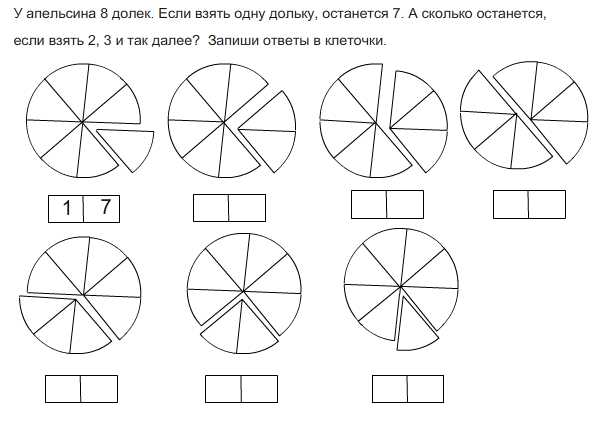 У апельсина 8 долек. Если взять одну дольку, останется 7. А сколько останется,
если взять 2, 3 и так далее? Запиши ответы в клеточки.
1 7